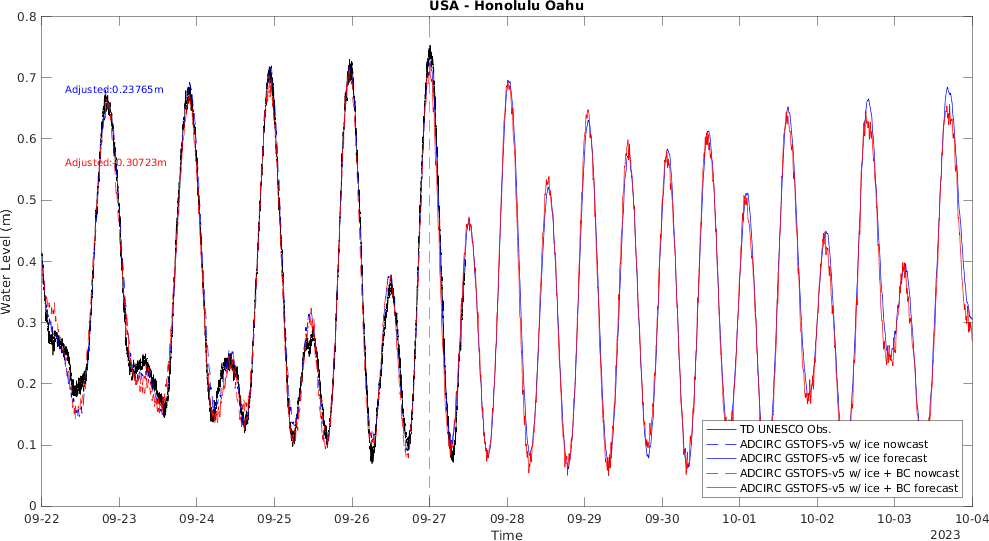 USA - Honolulu Oahu
0.8
0.7
0.6
0.5
0.4
0.3
0.2
0.1
0
Water Level (m)
Adjusted:0.23765m
Adjusted:-0.30723m
TD UNESCO Obs.
ADCIRC GSTOFS-v5 w/ ice nowcast
ADCIRC GSTOFS-v5 w/ ice forecast
ADCIRC GSTOFS-v5 w/ ice + BC nowcast
ADCIRC GSTOFS-v5 w/ ice + BC forecast
09-22 09-23 09-24 09-25 09-26 09-27 09-28 09-29 09-30 10-01 10-02 10-03 10-04
Time
2023